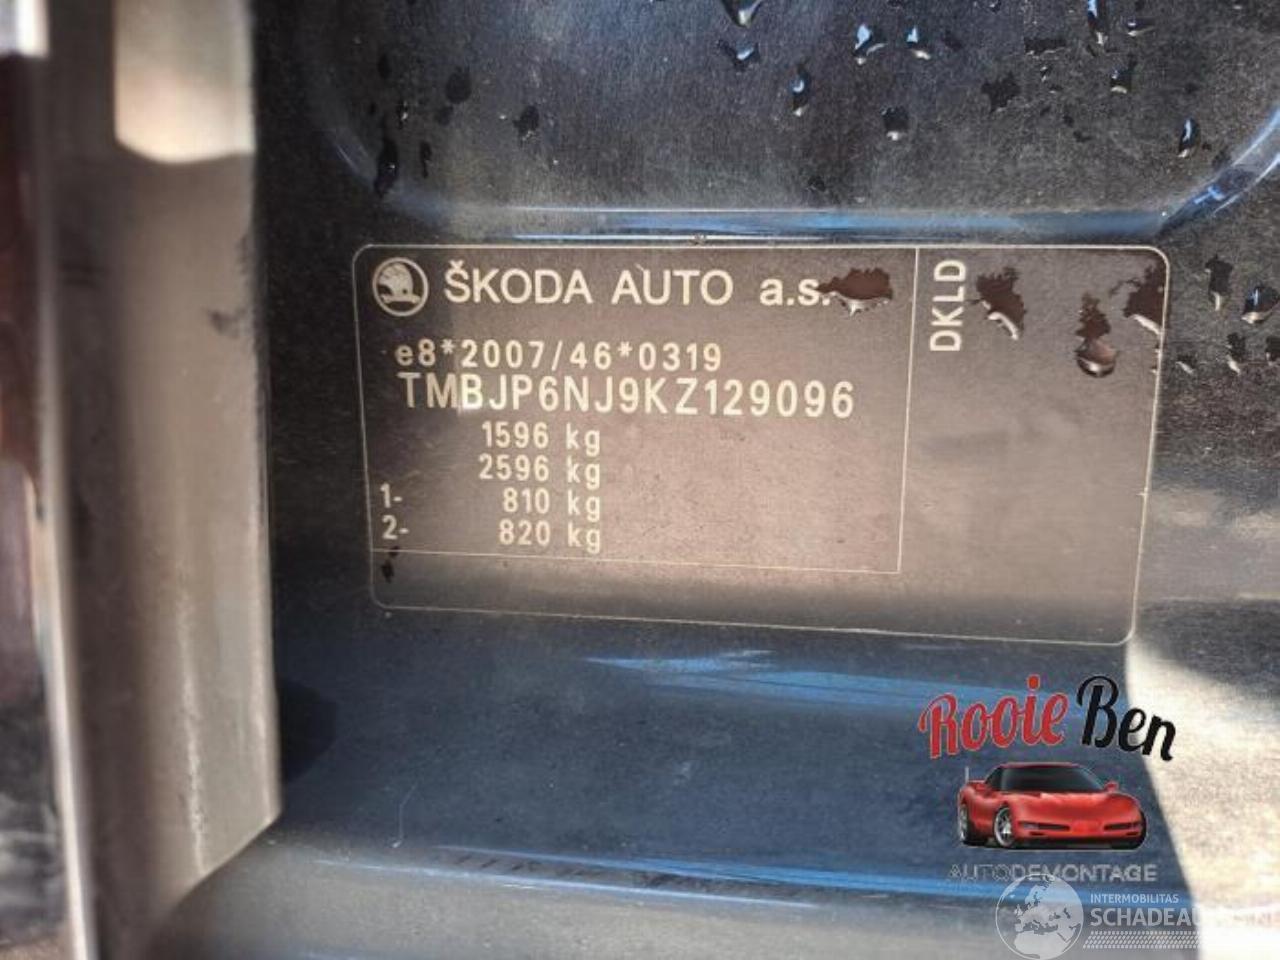 ŠKODA AUTO a.s.
DKLD
e8*2007/46*0319
TMBJP6NJ9KZ129096
1596 kg
2596 kg
1- 810 kg
2- 820 kg
Rooie Ben
AUTODEMONTAGE
INTERMOBILITAS